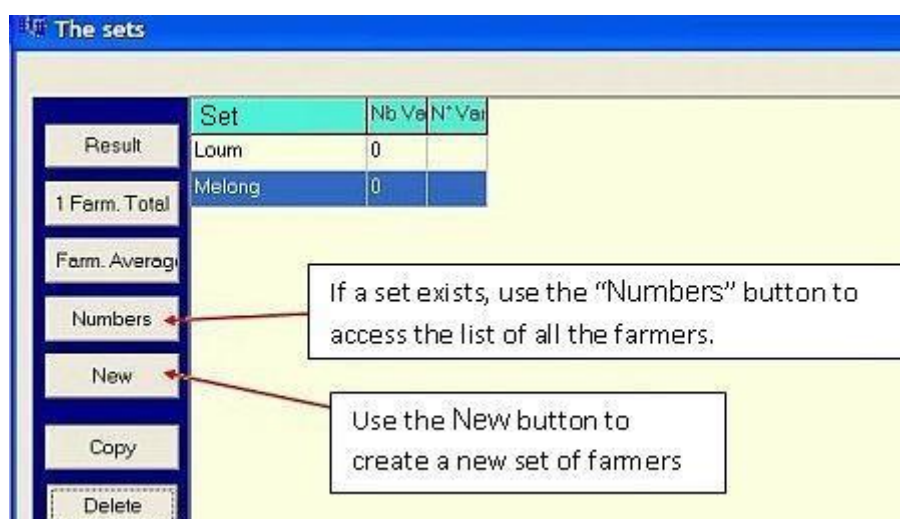 The sets
Set Nb Va N° Var
Result
Loum 0
Melong 0
1 Farm. Total
Farm. Averag
Numbers
If a set exists, use the “Numbers” button to
access the list of all the farmers.
New
Use the New button to
create a new set of farmers
Copy
Delete